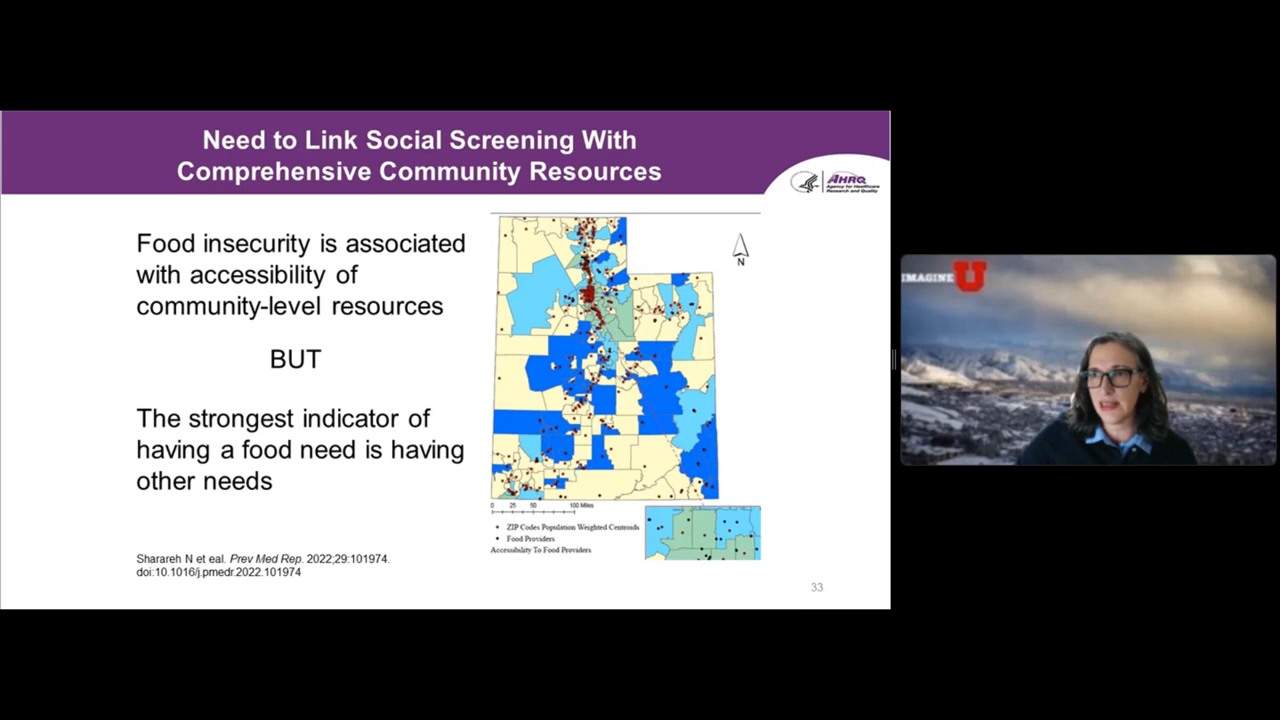 Need to Link Social Screening With
Comprehensive Community Resources
AHRQ
Agency for Healthcare
Research and Quality
Food insecurity is associated
with accessibility of
community-level resources
BUT
The strongest indicator of
having a food need is having
other needs
N
0 25 50 100 Miles
ZIP Codes Population Weighted Centroids
Food Providers
Accessibility To Food Providers
Sharareh N et eal. Prev Med Rep. 2022;29:101974.
doi:10.1016/j.pmedr.2022.101974
33
IMAGINE U